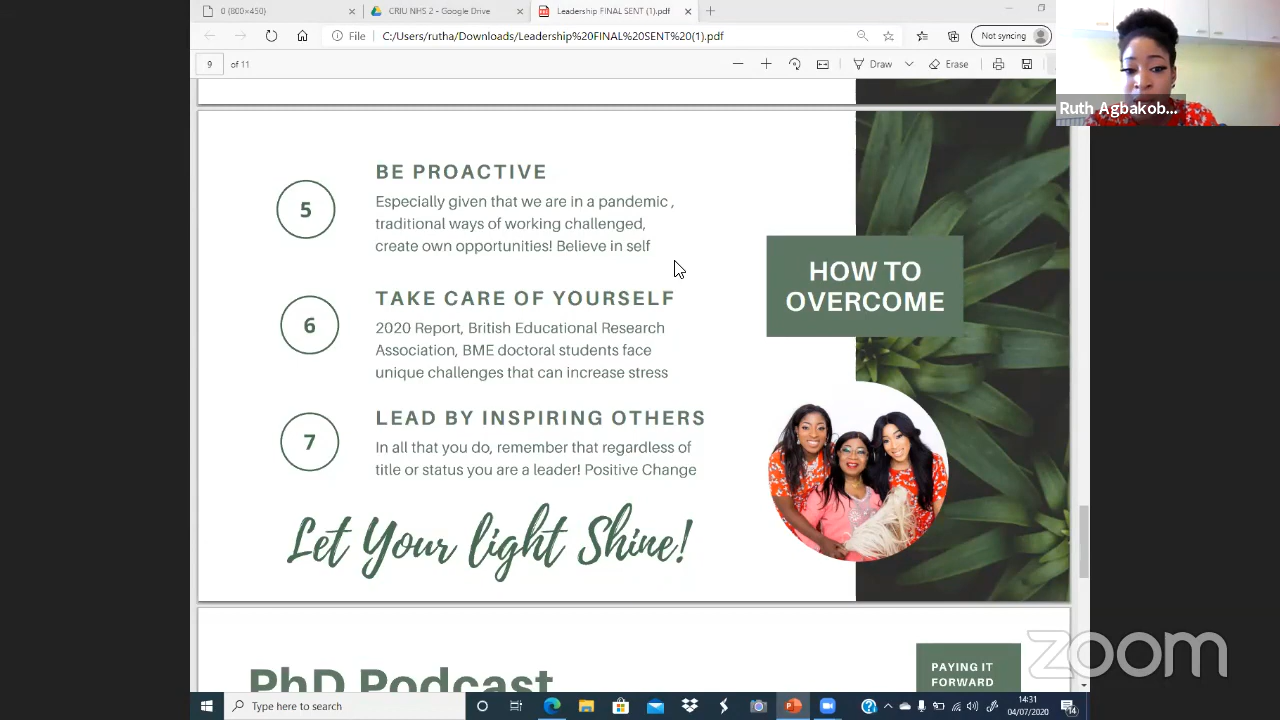 0 (800×450)
CRIU NHS 2 - Google Drive
Leadership FINAL SENT (1).pdf
File
C:/Users/rutha/Downloads/Leadership%20FINAL%20SENT%20(1).pdf
Not syncing
9 of 11
Draw
Erase
Ruth Agbakob...
5
BE PROACTIVE
Especially given that we are in a pandemic ,
traditional ways of working challenged,
create own opportunities! Believe in self
HOW TO
OVERCOME
6
TAKE CARE OF YOURSELF
2020 Report, British Educational Research
Association, BME doctoral students face
unique challenges that can increase stress
7
LEAD BY INSPIRING OTHERS
In all that you do, remember that regardless of
title or status you are a leader! Positive Change
Let Your light Shine!
PhD Podcast
PAYING IT
FORWARD
zoom
Type here to search
14:31
04/07/2020
14